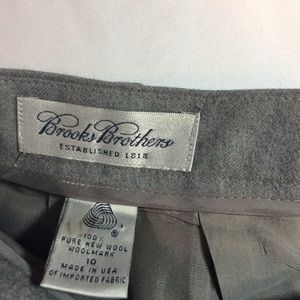 Brooks Brothers
ESTABLISHED 1818
®
100%
PURE NEW WOOL
WOOLMARK
10
MADE IN USA
OF IMPORTED FABRIC